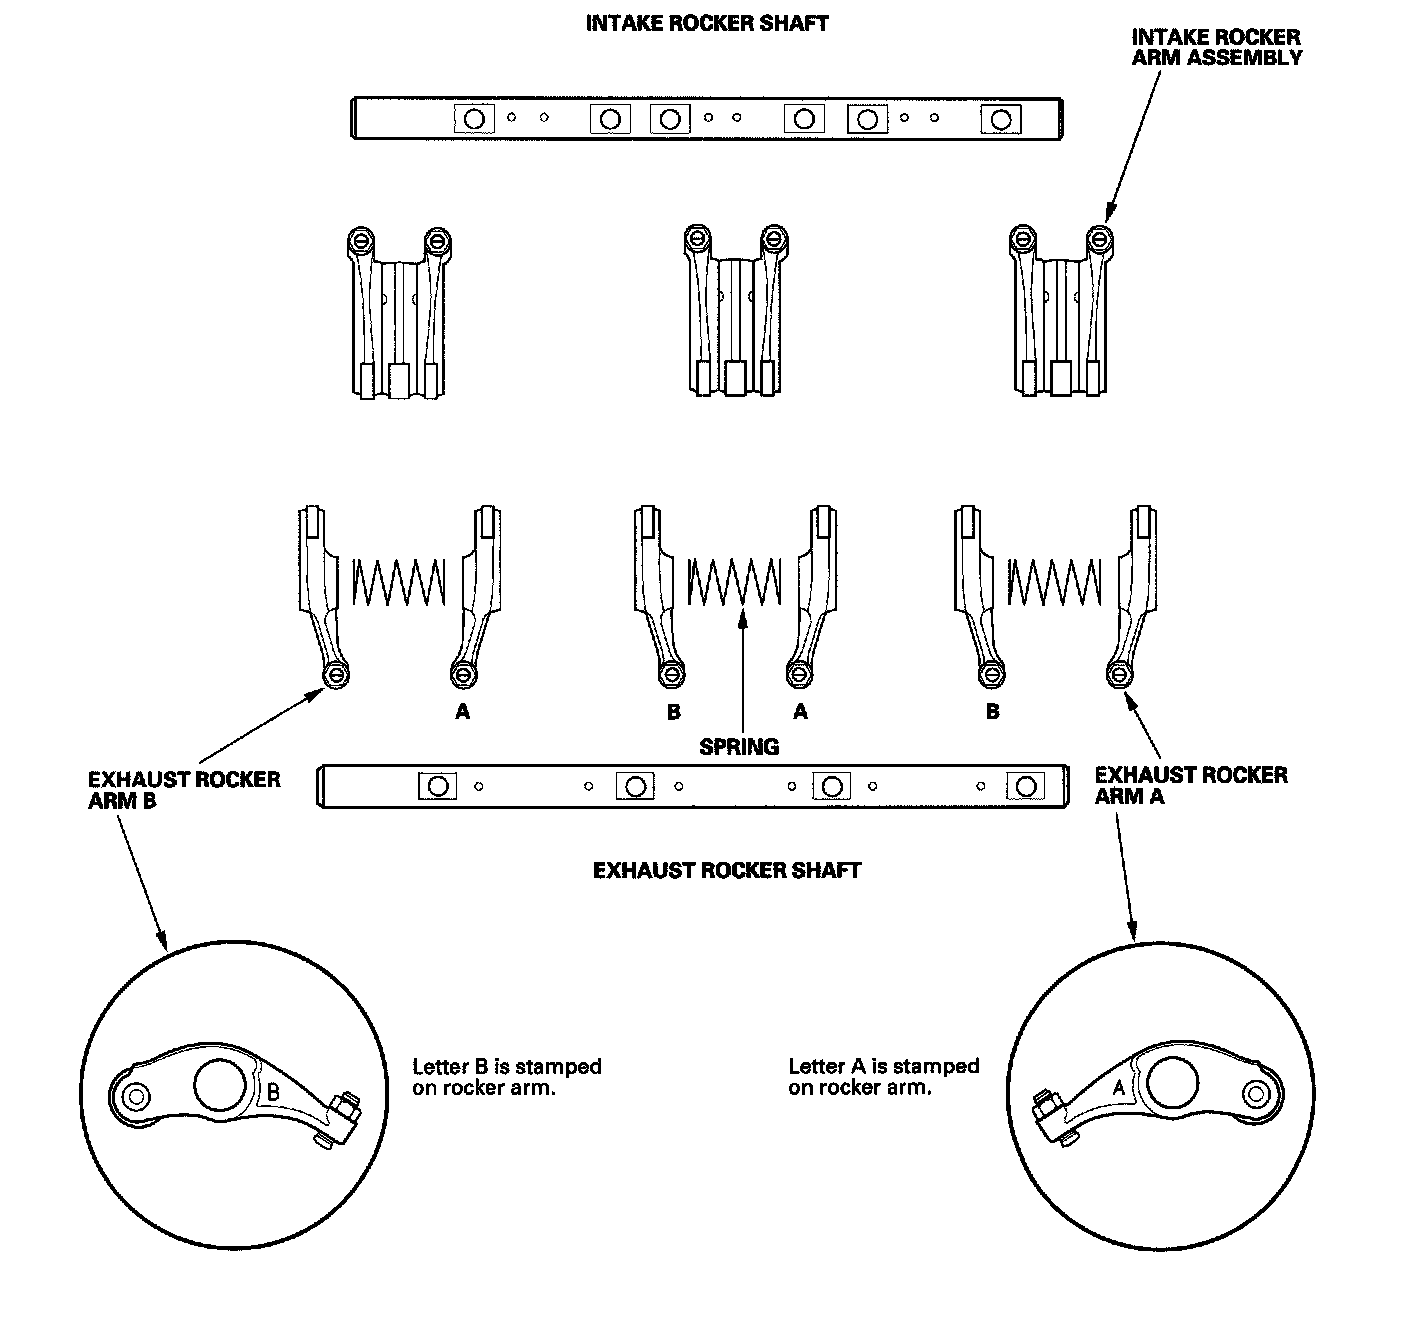 INTAKE ROCKER SHAFT
INTAKE ROCKER
ARM ASSEMBLY
A
B
A
B
SPRING
EXHAUST ROCKER
ARM B
EXHAUST ROCKER
ARM A
EXHAUST ROCKER SHAFT
B
Letter B is stamped
on rocker arm.
Letter A is stamped
on rocker arm.
A